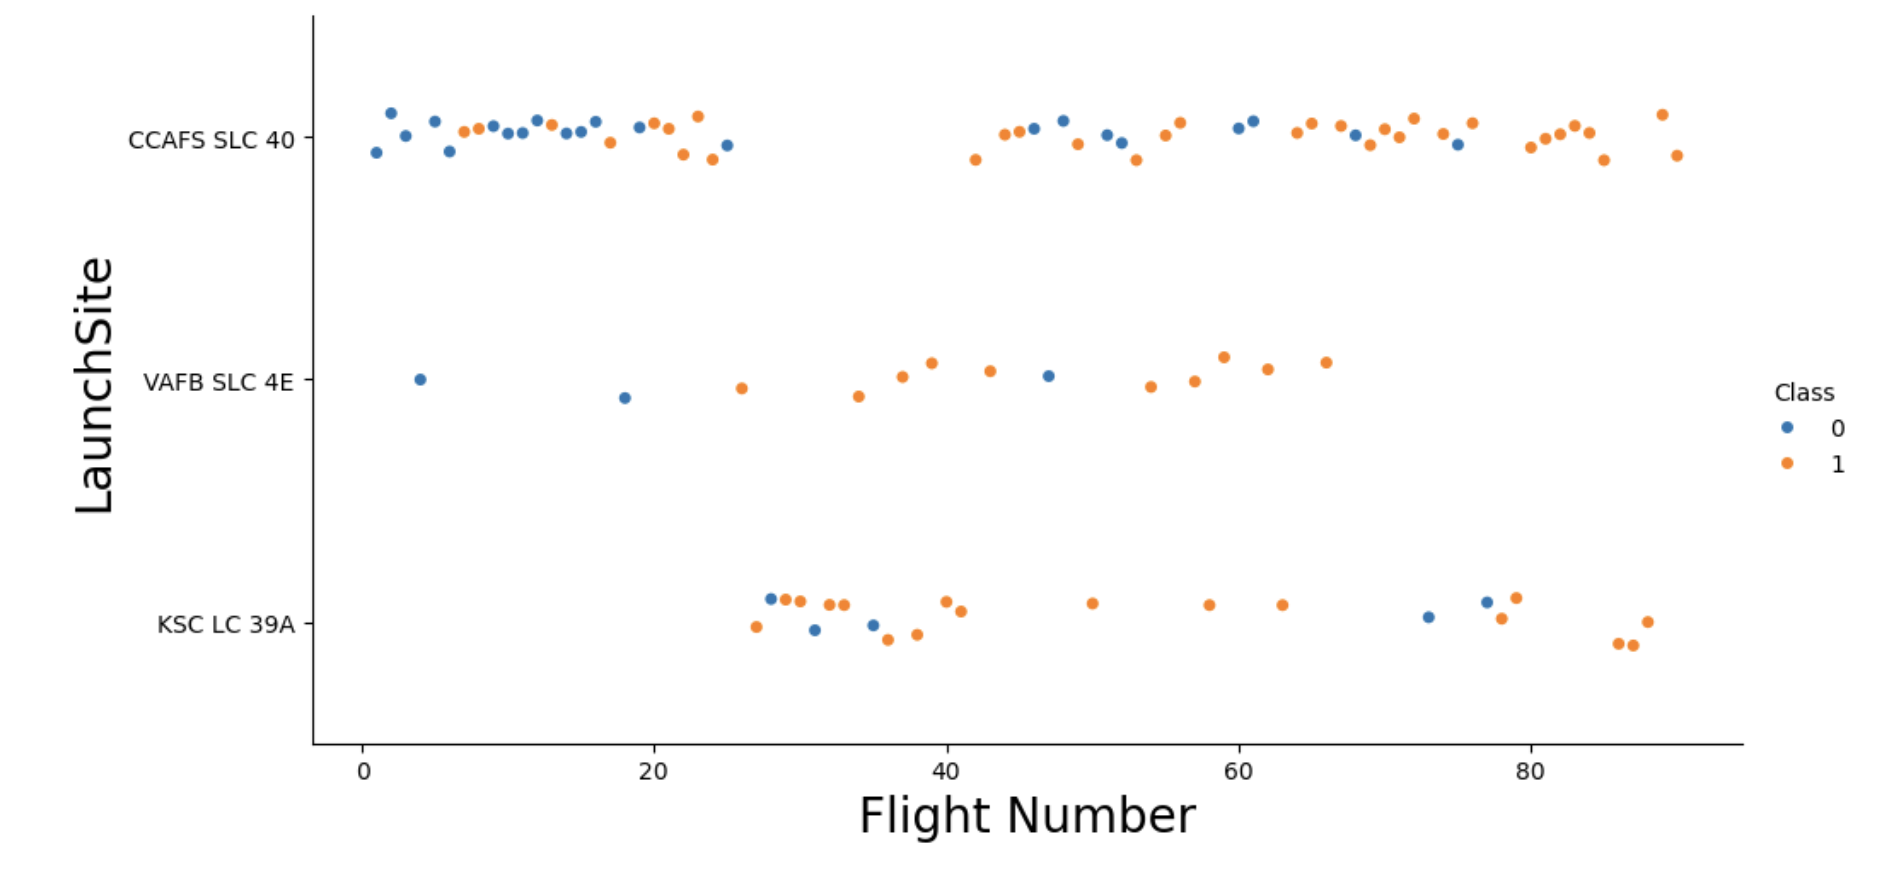 LaunchSite
CCAFS SLC 40
VAFB SLC 4E
KSC LC 39A
0 20 40 60 80
Flight Number
Class
0
1